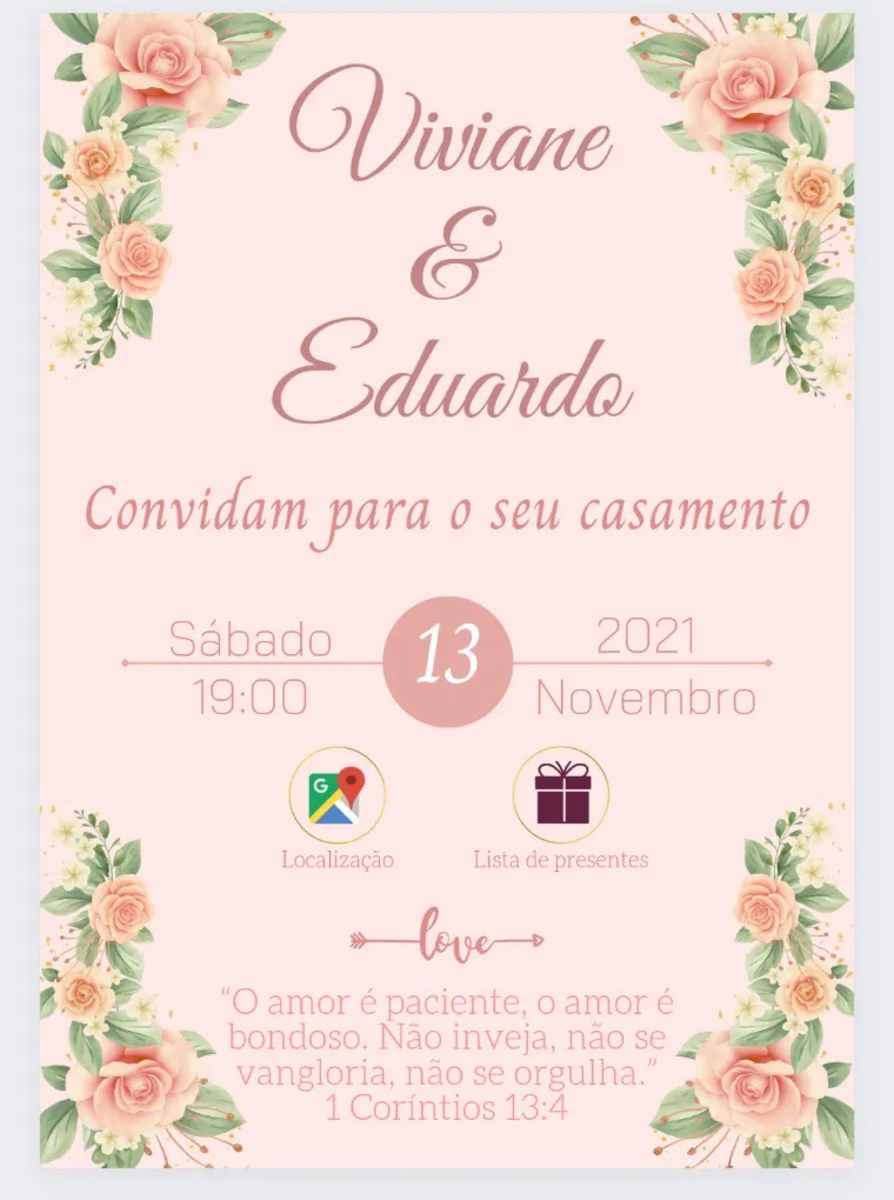 Viviane
&
Eduardo
Convidam para o seu casamento
Sábado
19:00
13
2021
Novembro
G
Localização
Lista de presentes
love
“O amor é paciente, o amor é
bondoso. Não inveja, não se
vangloria, não se orgulha.”
1 Coríntios 13:4